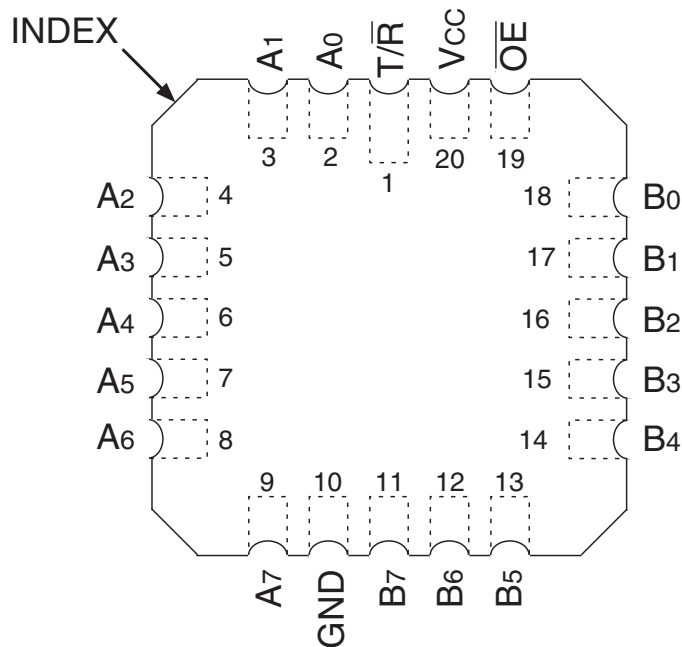 INDEX
A1 A0 T/R̅ VCC O̅E̅
3 2 1 20 19
A2 4 18 B0
A3 5 17 B1
A4 6 16 B2
A5 7 15 B3
A6 8 14 B4
9 10 11 12 13
A7 GND B7 B6 B5